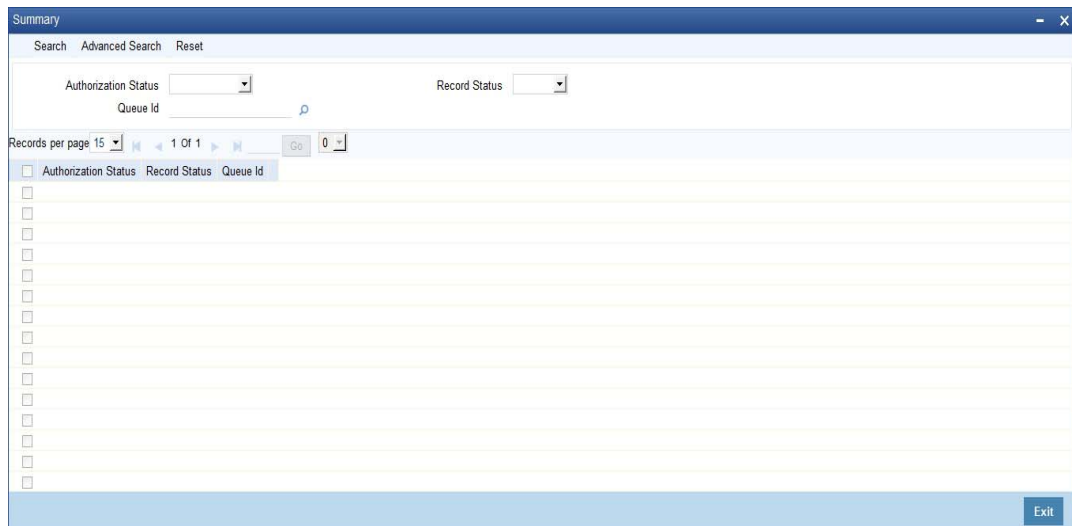 Summary
Search Advanced Search Reset
Authorization Status Record Status
Queue Id
Records per page 15 1 Of 1 Go 0
Authorization Status Record Status Queue Id
Exit